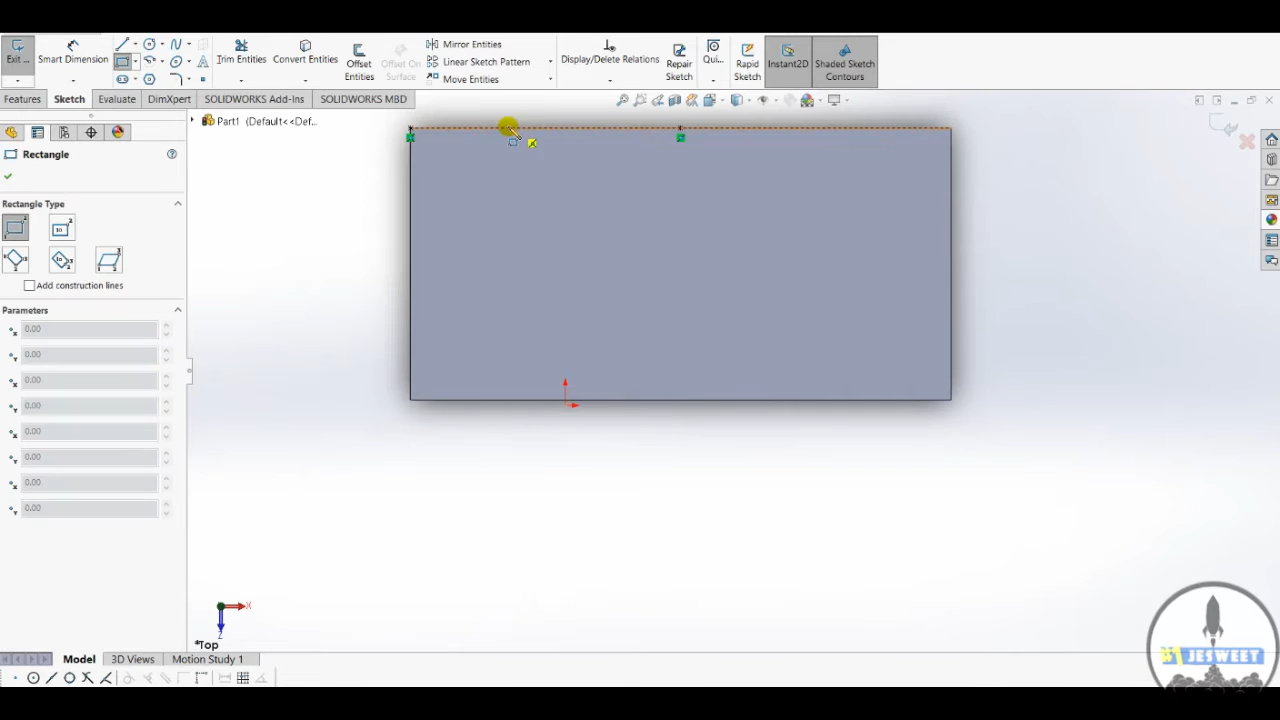 Exit ...
Smart Dimension
Trim Entities
Convert Entities
Offset Entities
Offset On Surface
Mirror Entities
Linear Sketch Pattern
Move Entities
Display/Delete Relations
Repair Sketch
Qui...
Rapid Sketch
Instant2D
Shaded Sketch Contours
Features
Sketch
Evaluate
DimXpert
SOLIDWORKS Add-Ins
SOLIDWORKS MBD
Part1 (Default<<Def...
Rectangle
Rectangle Type
Add construction lines
Parameters
0.00
0.00
0.00
0.00
0.00
0.00
0.00
0.00
X
Z
*Top
JESWEET
Model
3D Views
Motion Study 1